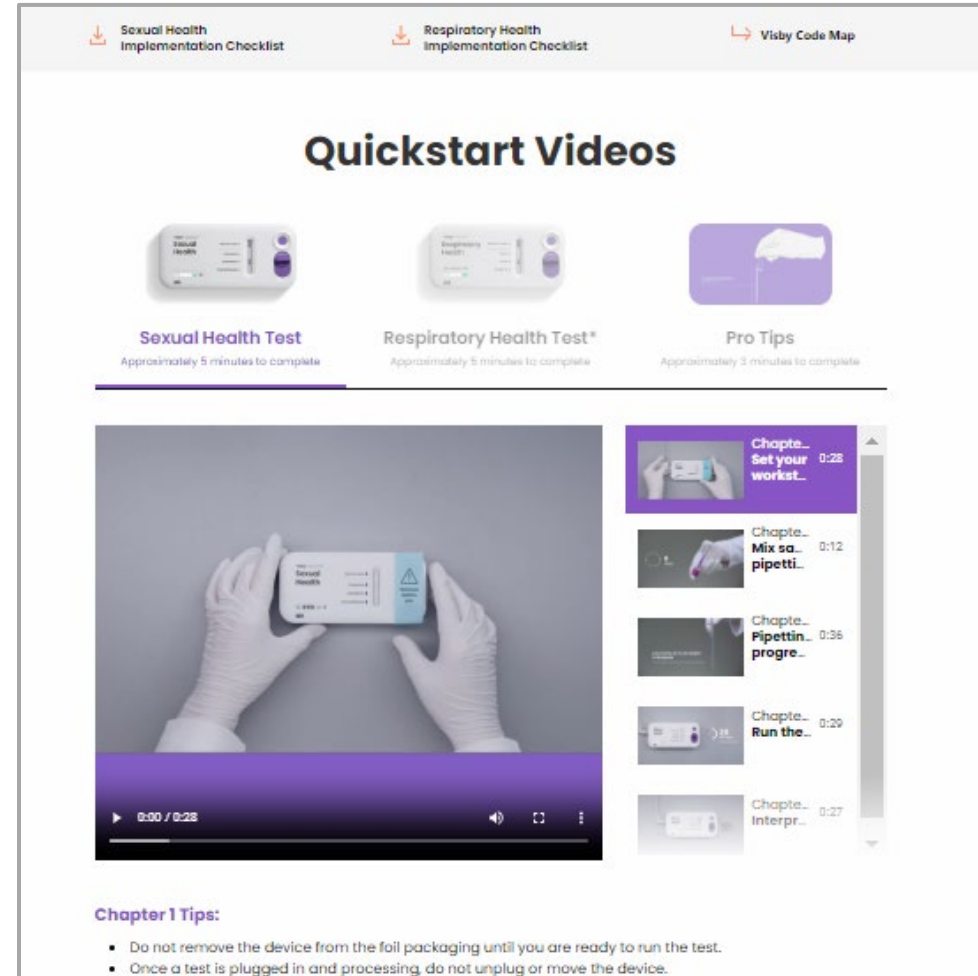 Sexual Health
Implementation Checklist
Respiratory Health
Implementation Checklist
Visby Code Map
Quickstart Videos
Sexual
Health
Respiratory
Health
Sexual Health Test
Approximately 5 minutes to complete
Respiratory Health Test*
Approximately 5 minutes to complete
Pro Tips
Approximately 3 minutes to complete
Sexual
Health
0:00 / 0:28
Chapte...
Set your
workst...
0:28
Chapte...
Mix sa...
pipetti...
0:12
Chapte...
Pipettin...
progre...
0:36
Chapte...
Run the...
0:29
Chapte...
Interpr...
0:27
Chapter 1 Tips:
• Do not remove the device from the foil packaging until you are ready to run the test.
• Once a test is plugged in and processing, do not unplug or move the device.